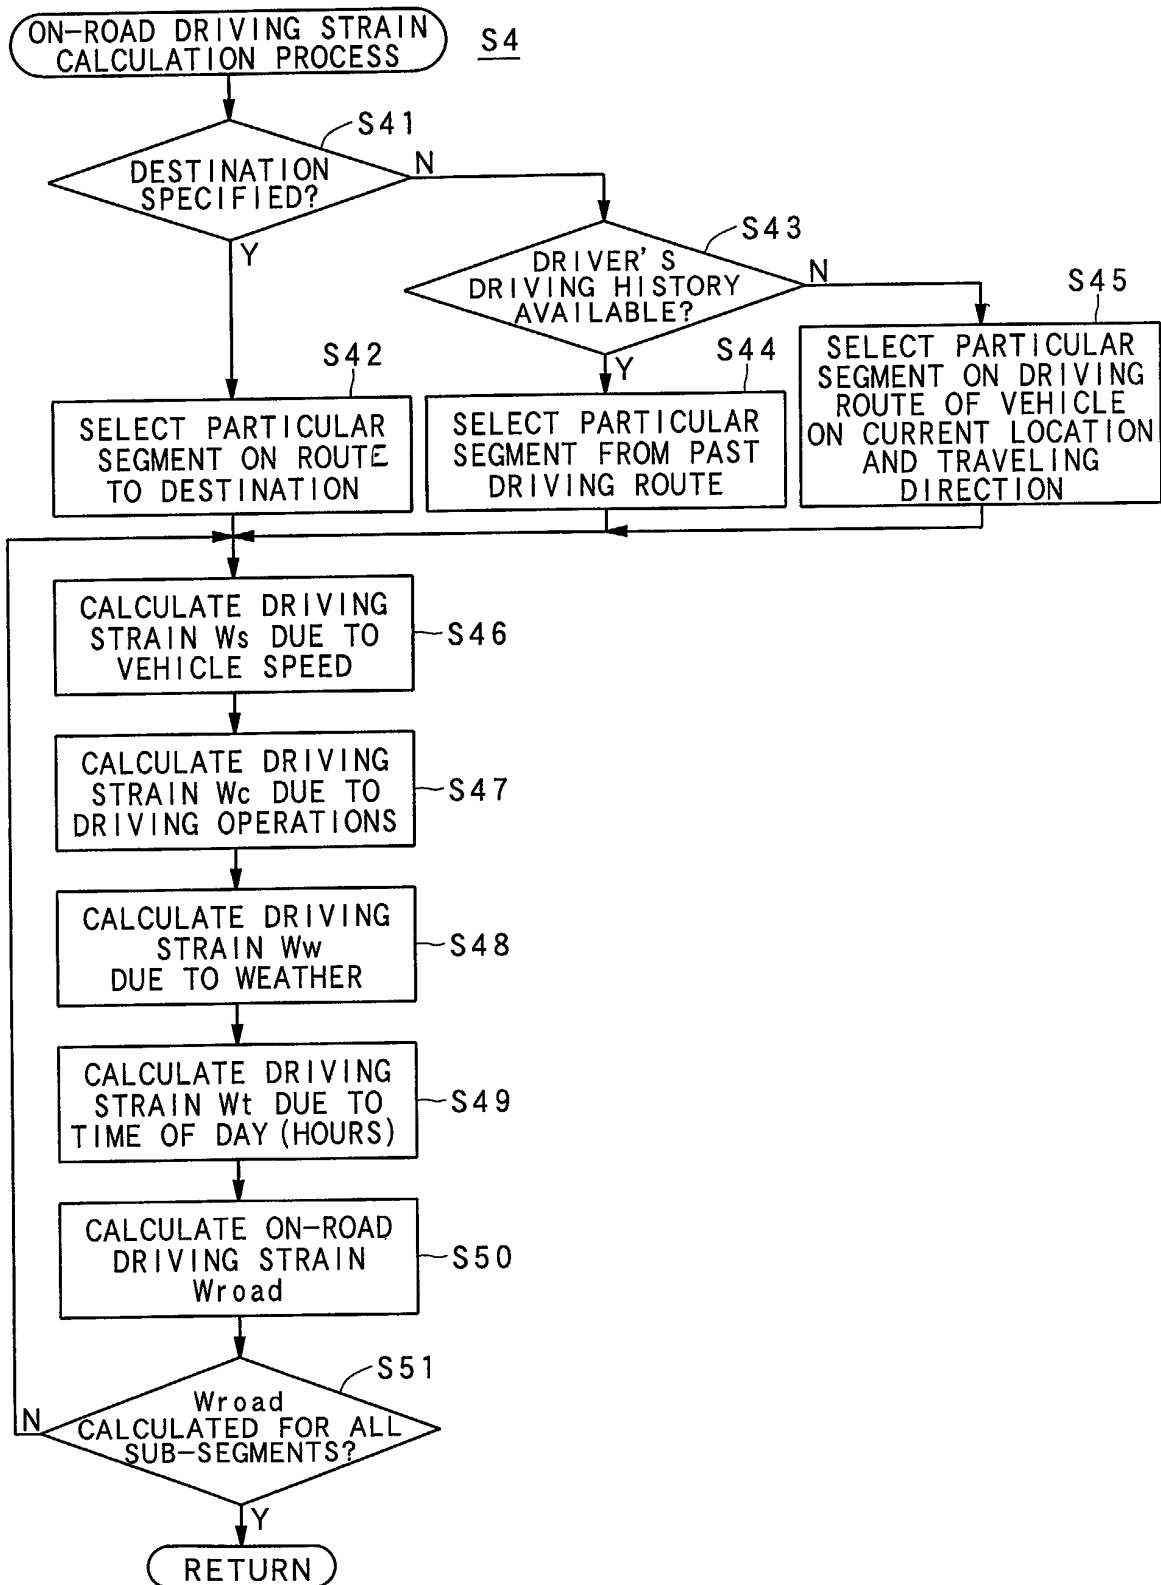 ON-ROAD DRIVING STRAIN
CALCULATION PROCESS
S4
S41
DESTINATION
SPECIFIED?
N
Y
S43
DRIVER'S
DRIVING HISTORY
AVAILABLE?
N
Y
S42
SELECT PARTICULAR
SEGMENT ON ROUTE
TO DESTINATION
S44
SELECT PARTICULAR
SEGMENT FROM PAST
DRIVING ROUTE
S45
SELECT PARTICULAR
SEGMENT ON DRIVING
ROUTE OF VEHICLE
ON CURRENT LOCATION
AND TRAVELING
DIRECTION
CALCULATE DRIVING
STRAIN Ws DUE TO
VEHICLE SPEED
S46
CALCULATE DRIVING
STRAIN Wc DUE TO
DRIVING OPERATIONS
S47
CALCULATE DRIVING
STRAIN Ww
DUE TO WEATHER
S48
CALCULATE DRIVING
STRAIN Wt DUE TO
TIME OF DAY (HOURS)
S49
CALCULATE ON-ROAD
DRIVING STRAIN
Wroad
S50
S51
Wroad
CALCULATED FOR ALL
SUB-SEGMENTS?
N
Y
RETURN